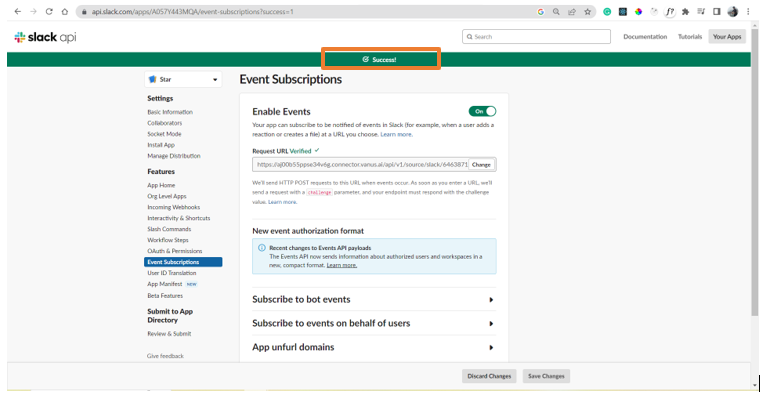 api.slack.com/apps/A057Y443MQA/event-subscriptions?success=1
slack api
Search
Documentation Tutorials Your Apps
Success!
Star
Event Subscriptions
Settings
Basic Information
Collaborators
Socket Mode
Install App
Manage Distribution
Features
App Home
Org Level Apps
Incoming Webhooks
Interactivity & Shortcuts
Slash Commands
Workflow Steps
OAuth & Permissions
Event Subscriptions
User ID Translation
App Manifest NEW
Beta Features
Submit to App
Directory
Review & Submit
Give feedback
Enable Events
On
Your app can subscribe to be notified of events in Slack (for example, when a user adds a
reaction or creates a file) at a URL you choose. Learn more.
Request URL Verified
https://aj00b55ppse34v6g.connector.vanus.ai/api/v1/source/slack/6463871
Change
We'll send HTTP POST requests to this URL when events occur. As soon as you enter a URL, we'll
send a request with a challenge parameter, and your endpoint must respond with the challenge
value. Learn more.
New event authorization format
Recent changes to Events API payloads
The Events API now sends information about authorized users and workspaces in a
new, compact format. Learn more.
Subscribe to bot events
Subscribe to events on behalf of users
App unfurl domains
Discard Changes Save Changes